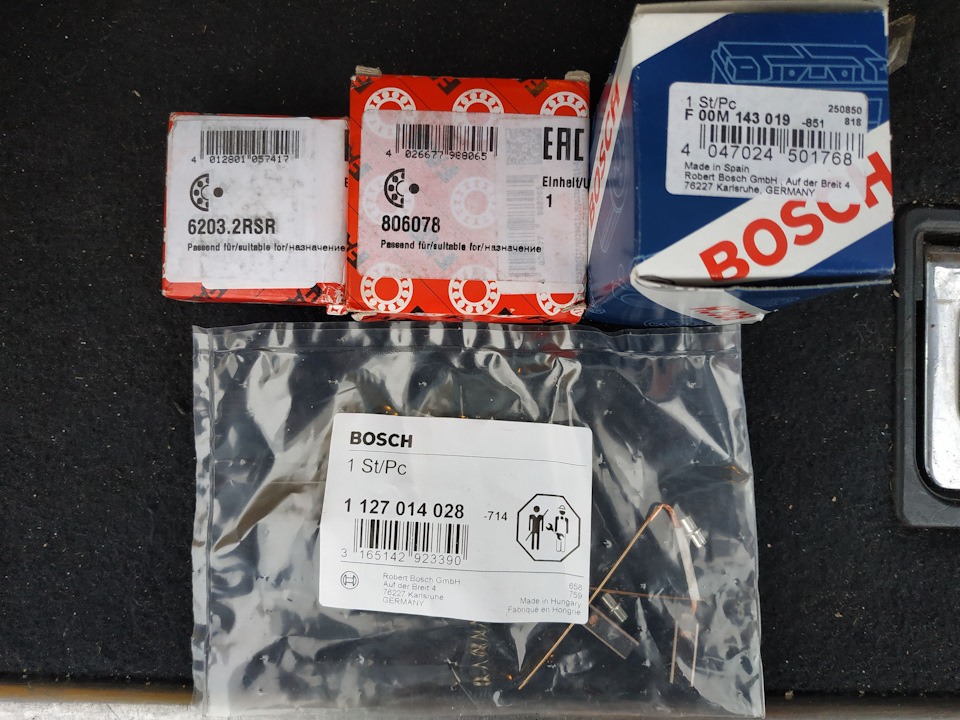 4 012801 057417
6203.2RSR
Passend für/suitable for/назначение
4 026677 988065
EAC
Einheit/U
1
806078
Passend für/suitable for/назначение
BOSCH
1 St/Pc
250850
F 00M 143 019 -851 818
4 047024 501768
Made in Spain
Robert Bosch GmbH , Auf der Breit 4
76227 Karlsruhe, GERMANY
BOSCH
BOSCH
1 St/Pc
1 127 014 028 -714
3 165142 923390
Robert Bosch GmbH
Auf der Breit 4
76227 Karlsruhe
GERMANY
658
759
Made in Hungary
Fabriqué en Hongrie